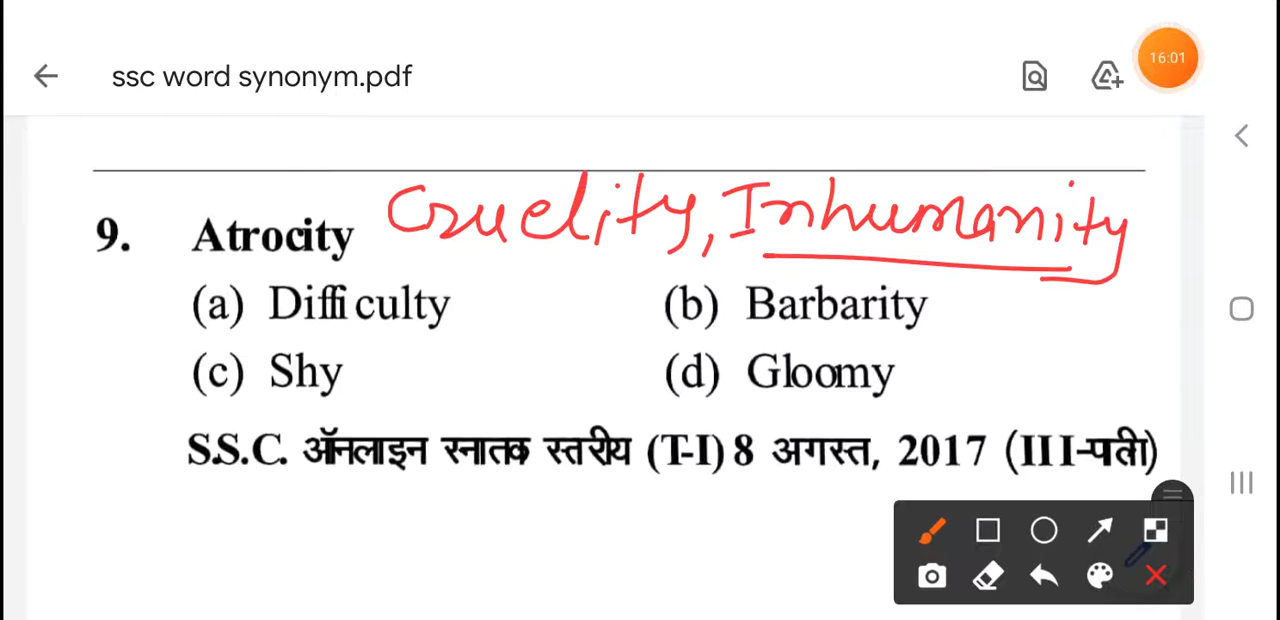 ssc word synonym.pdf
16:01
Cruelity, Inhumanity
9. Atrocity
(a) Difficulty (b) Barbarity
(c) Shy (d) Gloomy
S.S.C. ऑनलाइन स्नातक स्तरीय (T-I) 8 अगस्त, 2017 (III-पाली)